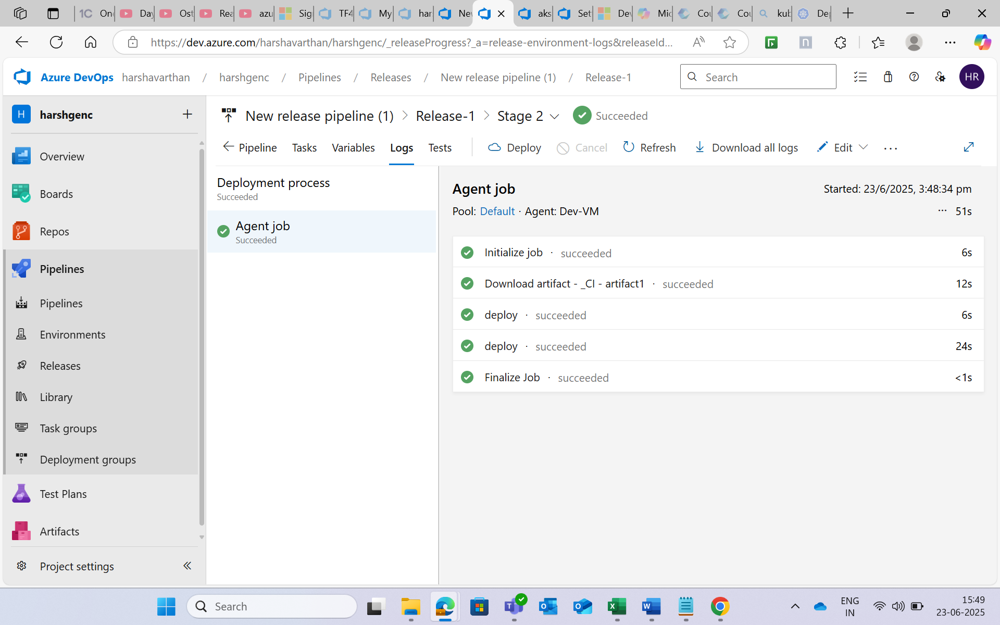 On
Day
Ost
Rea
azu
Sig
TF4
My
har
Ne
aks
Set
Dev
Mic
Cou
Cou
kub
De
https://dev.azure.com/harshavarthan/harshgenc/_releaseProgress?_a=release-environment-logs&releaseId...
Azure DevOps harshavarthan / harshgenc / Pipelines / Releases / New release pipeline (1) / Release-1
Search
HR
H harshgenc
New release pipeline (1) > Release-1 > Stage 2 Succeeded
Pipeline Tasks Variables Logs Tests Deploy Cancel Refresh Download all logs Edit ...
Overview
Boards
Repos
Pipelines
Pipelines
Environments
Releases
Library
Task groups
Deployment groups
Test Plans
Artifacts
Project settings
Deployment process
Succeeded
Agent job
Succeeded
Agent job
Started: 23/6/2025, 3:48:34 pm
Pool: Default · Agent: Dev-VM
... 51s
Initialize job · succeeded 6s
Download artifact - _CI - artifact1 · succeeded 12s
deploy · succeeded 6s
deploy · succeeded 24s
Finalize Job · succeeded <1s
Search
ENG
IN
15:49
23-06-2025